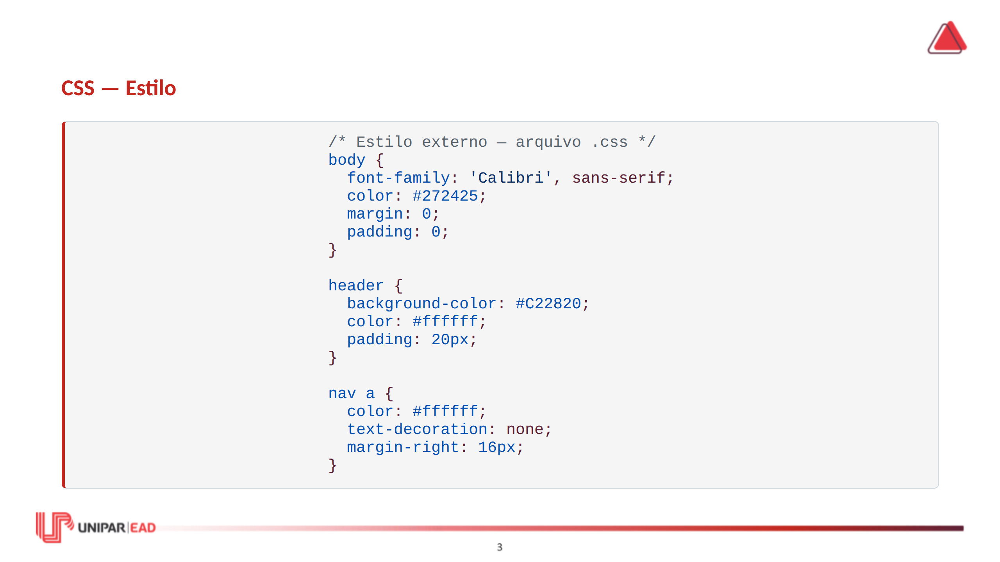 CSS — Estilo
/* Estilo externo — arquivo .css */
body {
  font-family: 'Calibri', sans-serif;
  color: #272425;
  margin: 0;
  padding: 0;
}

header {
  background-color: #C22820;
  color: #ffffff;
  padding: 20px;
}

nav a {
  color: #ffffff;
  text-decoration: none;
  margin-right: 16px;
}
UNIPAR|EAD
3